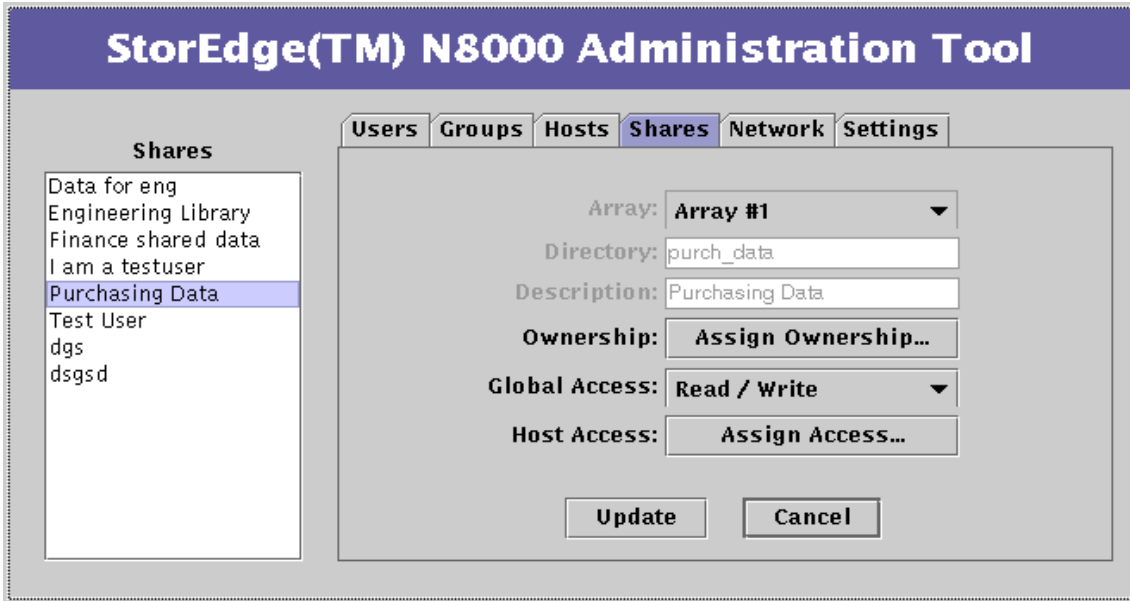 StorEdge(TM) N8000 Administration Tool
Users Groups Hosts Shares Network Settings
Shares
Data for eng
Engineering Library
Finance shared data
I am a testuser
Purchasing Data
Test User
dgs
dsgsd
Array: Array #1
Directory: purch_data
Description: Purchasing Data
Ownership: Assign Ownership...
Global Access: Read / Write
Host Access: Assign Access...
Update Cancel